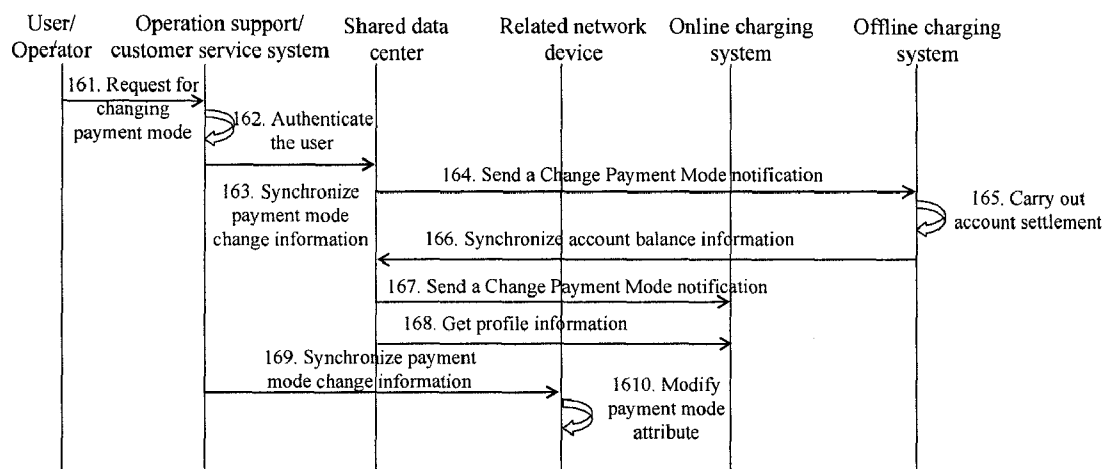 User/
Operator
Operation support/
customer service system
Shared data
center
Related network
device
Online charging
system
Offline charging
system
161. Request for
changing
payment mode
162. Authenticate
the user
163. Synchronize
payment mode
change information
164. Send a Change Payment Mode notification
165. Carry out
account settlement
166. Synchronize account balance information
167. Send a Change Payment Mode notification
168. Get profile information
169. Synchronize payment
mode change information
1610. Modify
payment mode
attribute